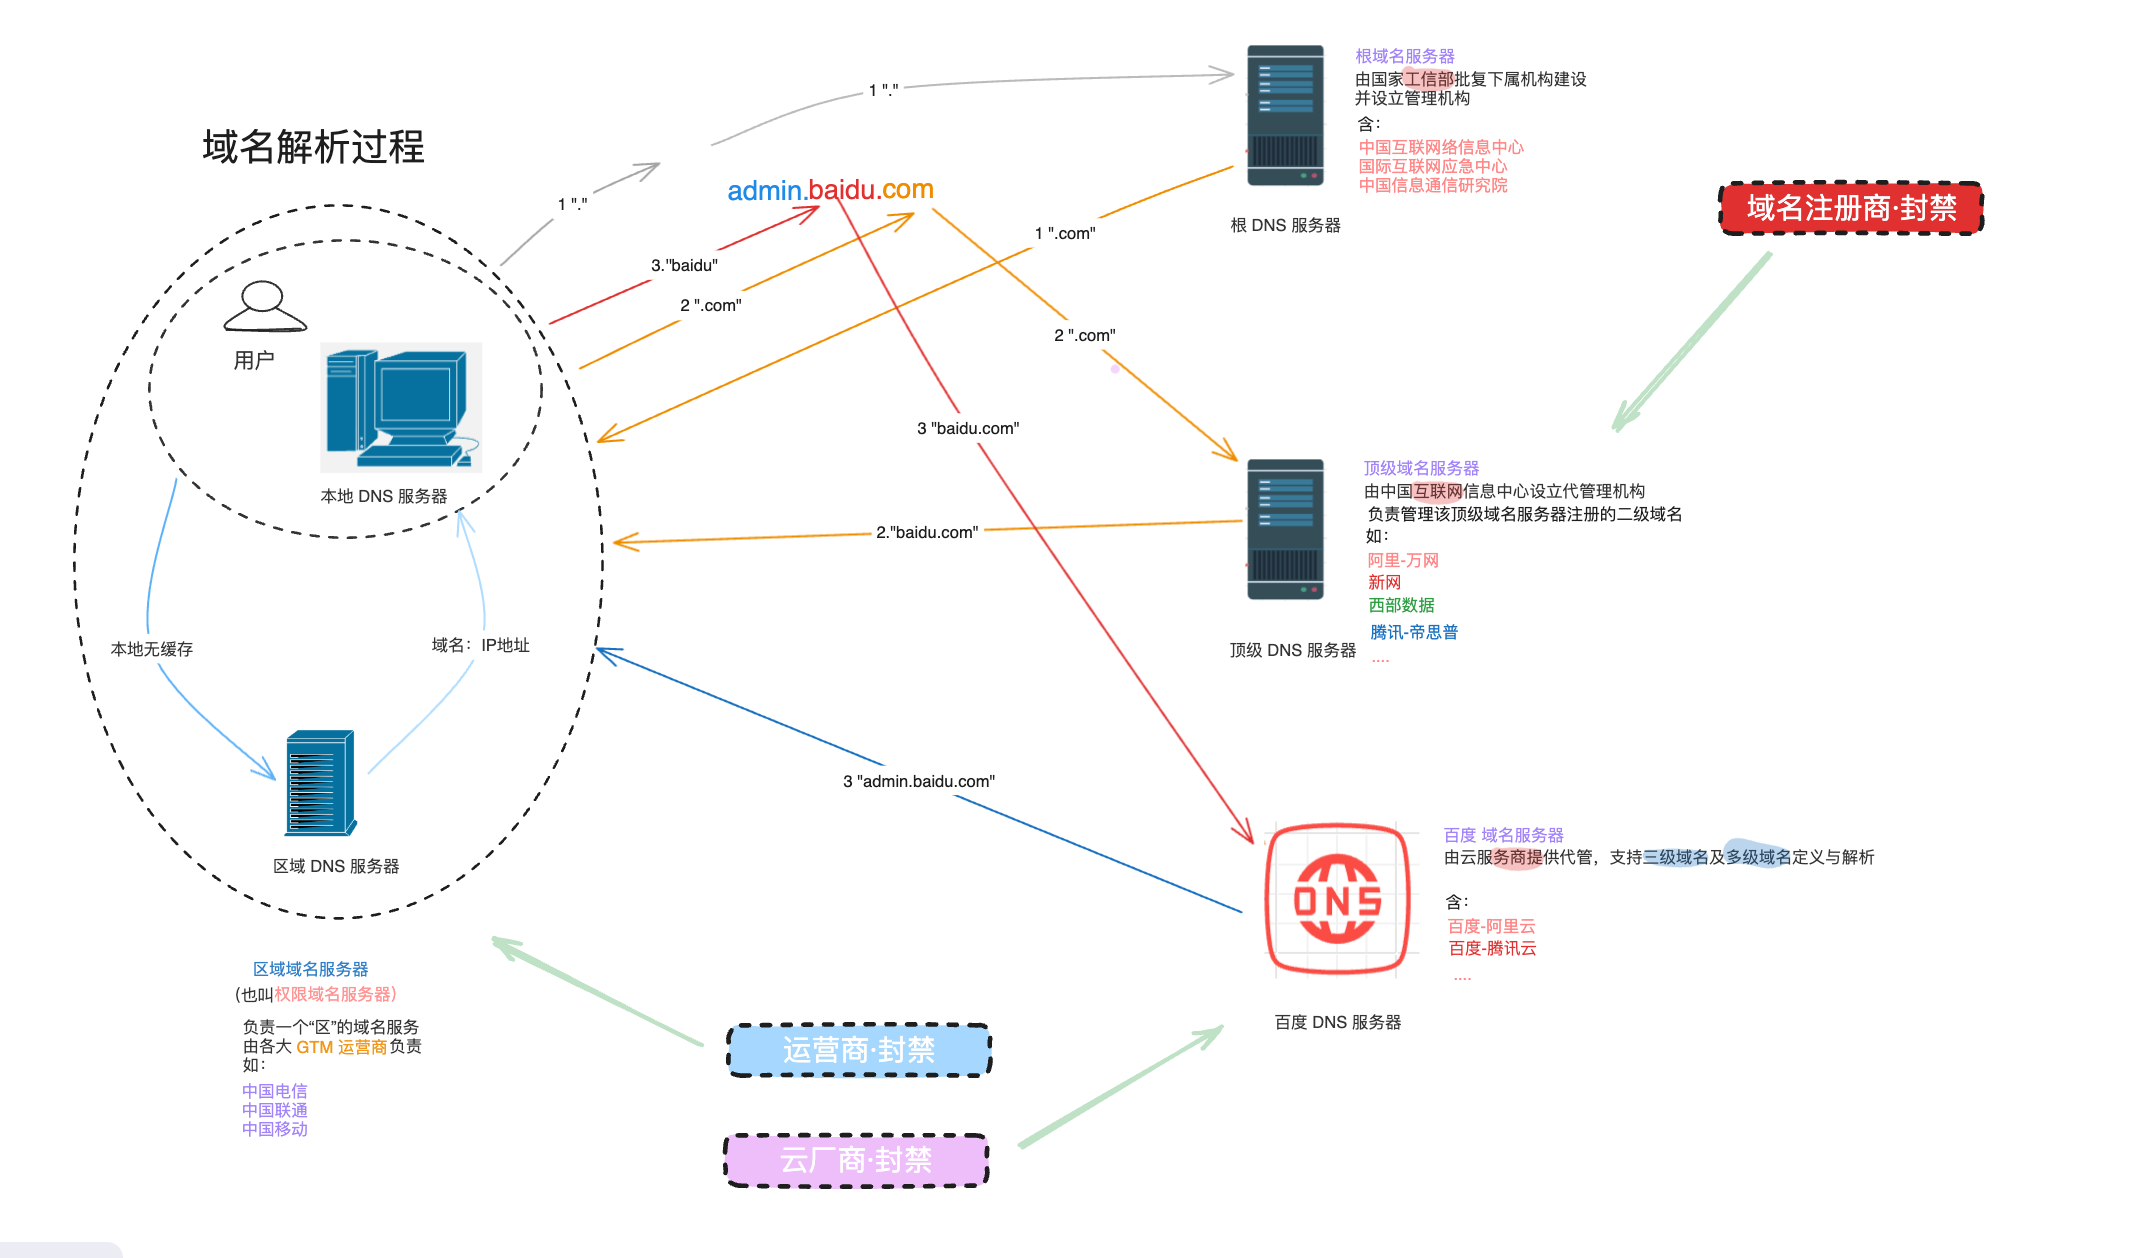 域名解析过程
1 "."
1 "."
admin.baidu.com
3."baidu"
2 ".com"
1 ".com"
2 ".com"
3 "baidu.com"
2."baidu.com"
3 "admin.baidu.com"
用户
本地 DNS 服务器
本地无缓存
域名：IP地址
区域 DNS 服务器
区域域名服务器
(也叫权限域名服务器)
负责一个“区”的域名服务
由各大 GTM 运营商负责
如：
中国电信
中国联通
中国移动
根 DNS 服务器
根域名服务器
由国家工信部批复下属机构建设
并设立管理机构
含：
中国互联网络信息中心
国际互联网应急中心
中国信息通信研究院
域名注册商·封禁
顶级 DNS 服务器
顶级域名服务器
由中国互联网信息中心设立代管理机构
负责管理该顶级域名服务器注册的二级域名
如：
阿里-万网
新网
西部数据
腾讯-帝思普
....
DNS
百度 DNS 服务器
百度 域名服务器
由云服务商提供代管，支持三级域名及多级域名定义与解析
含：
百度-阿里云
百度-腾讯云
....
运营商·封禁
云厂商·封禁